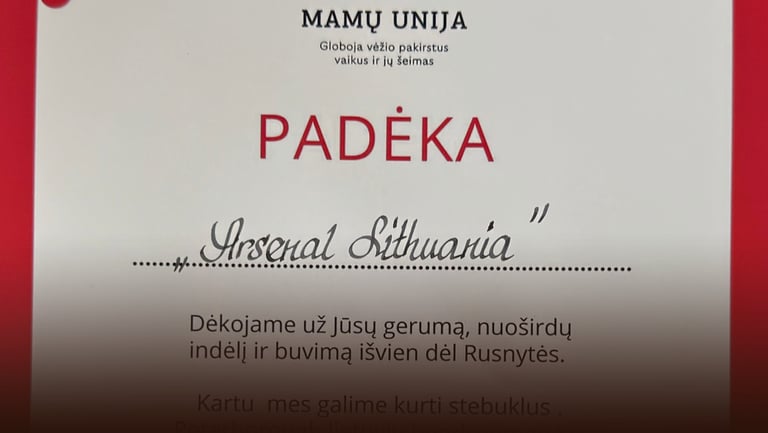 MAMŲ UNIJA
Globoja vėžio pakirstus
vaikus ir jų šeimas
PADĖKA
„Arsenal Lithuania”
Dėkojame už Jūsų gerumą, nuoširdų
indėlį ir buvimą išvien dėl Rusnytės.
Kartu mes galime kurti stebuklus .